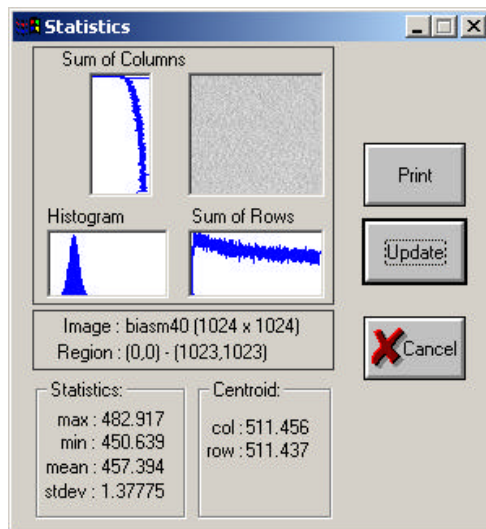 Statistics
Sum of Columns
Print
Histogram
Sum of Rows
Update
Image : biasm40 (1024 x 1024)
Region : (0,0) - (1023,1023)
Cancel
Statistics:
max : 482.917
min : 450.639
mean : 457.394
stdev : 1.37775
Centroid:
col : 511.456
row : 511.437